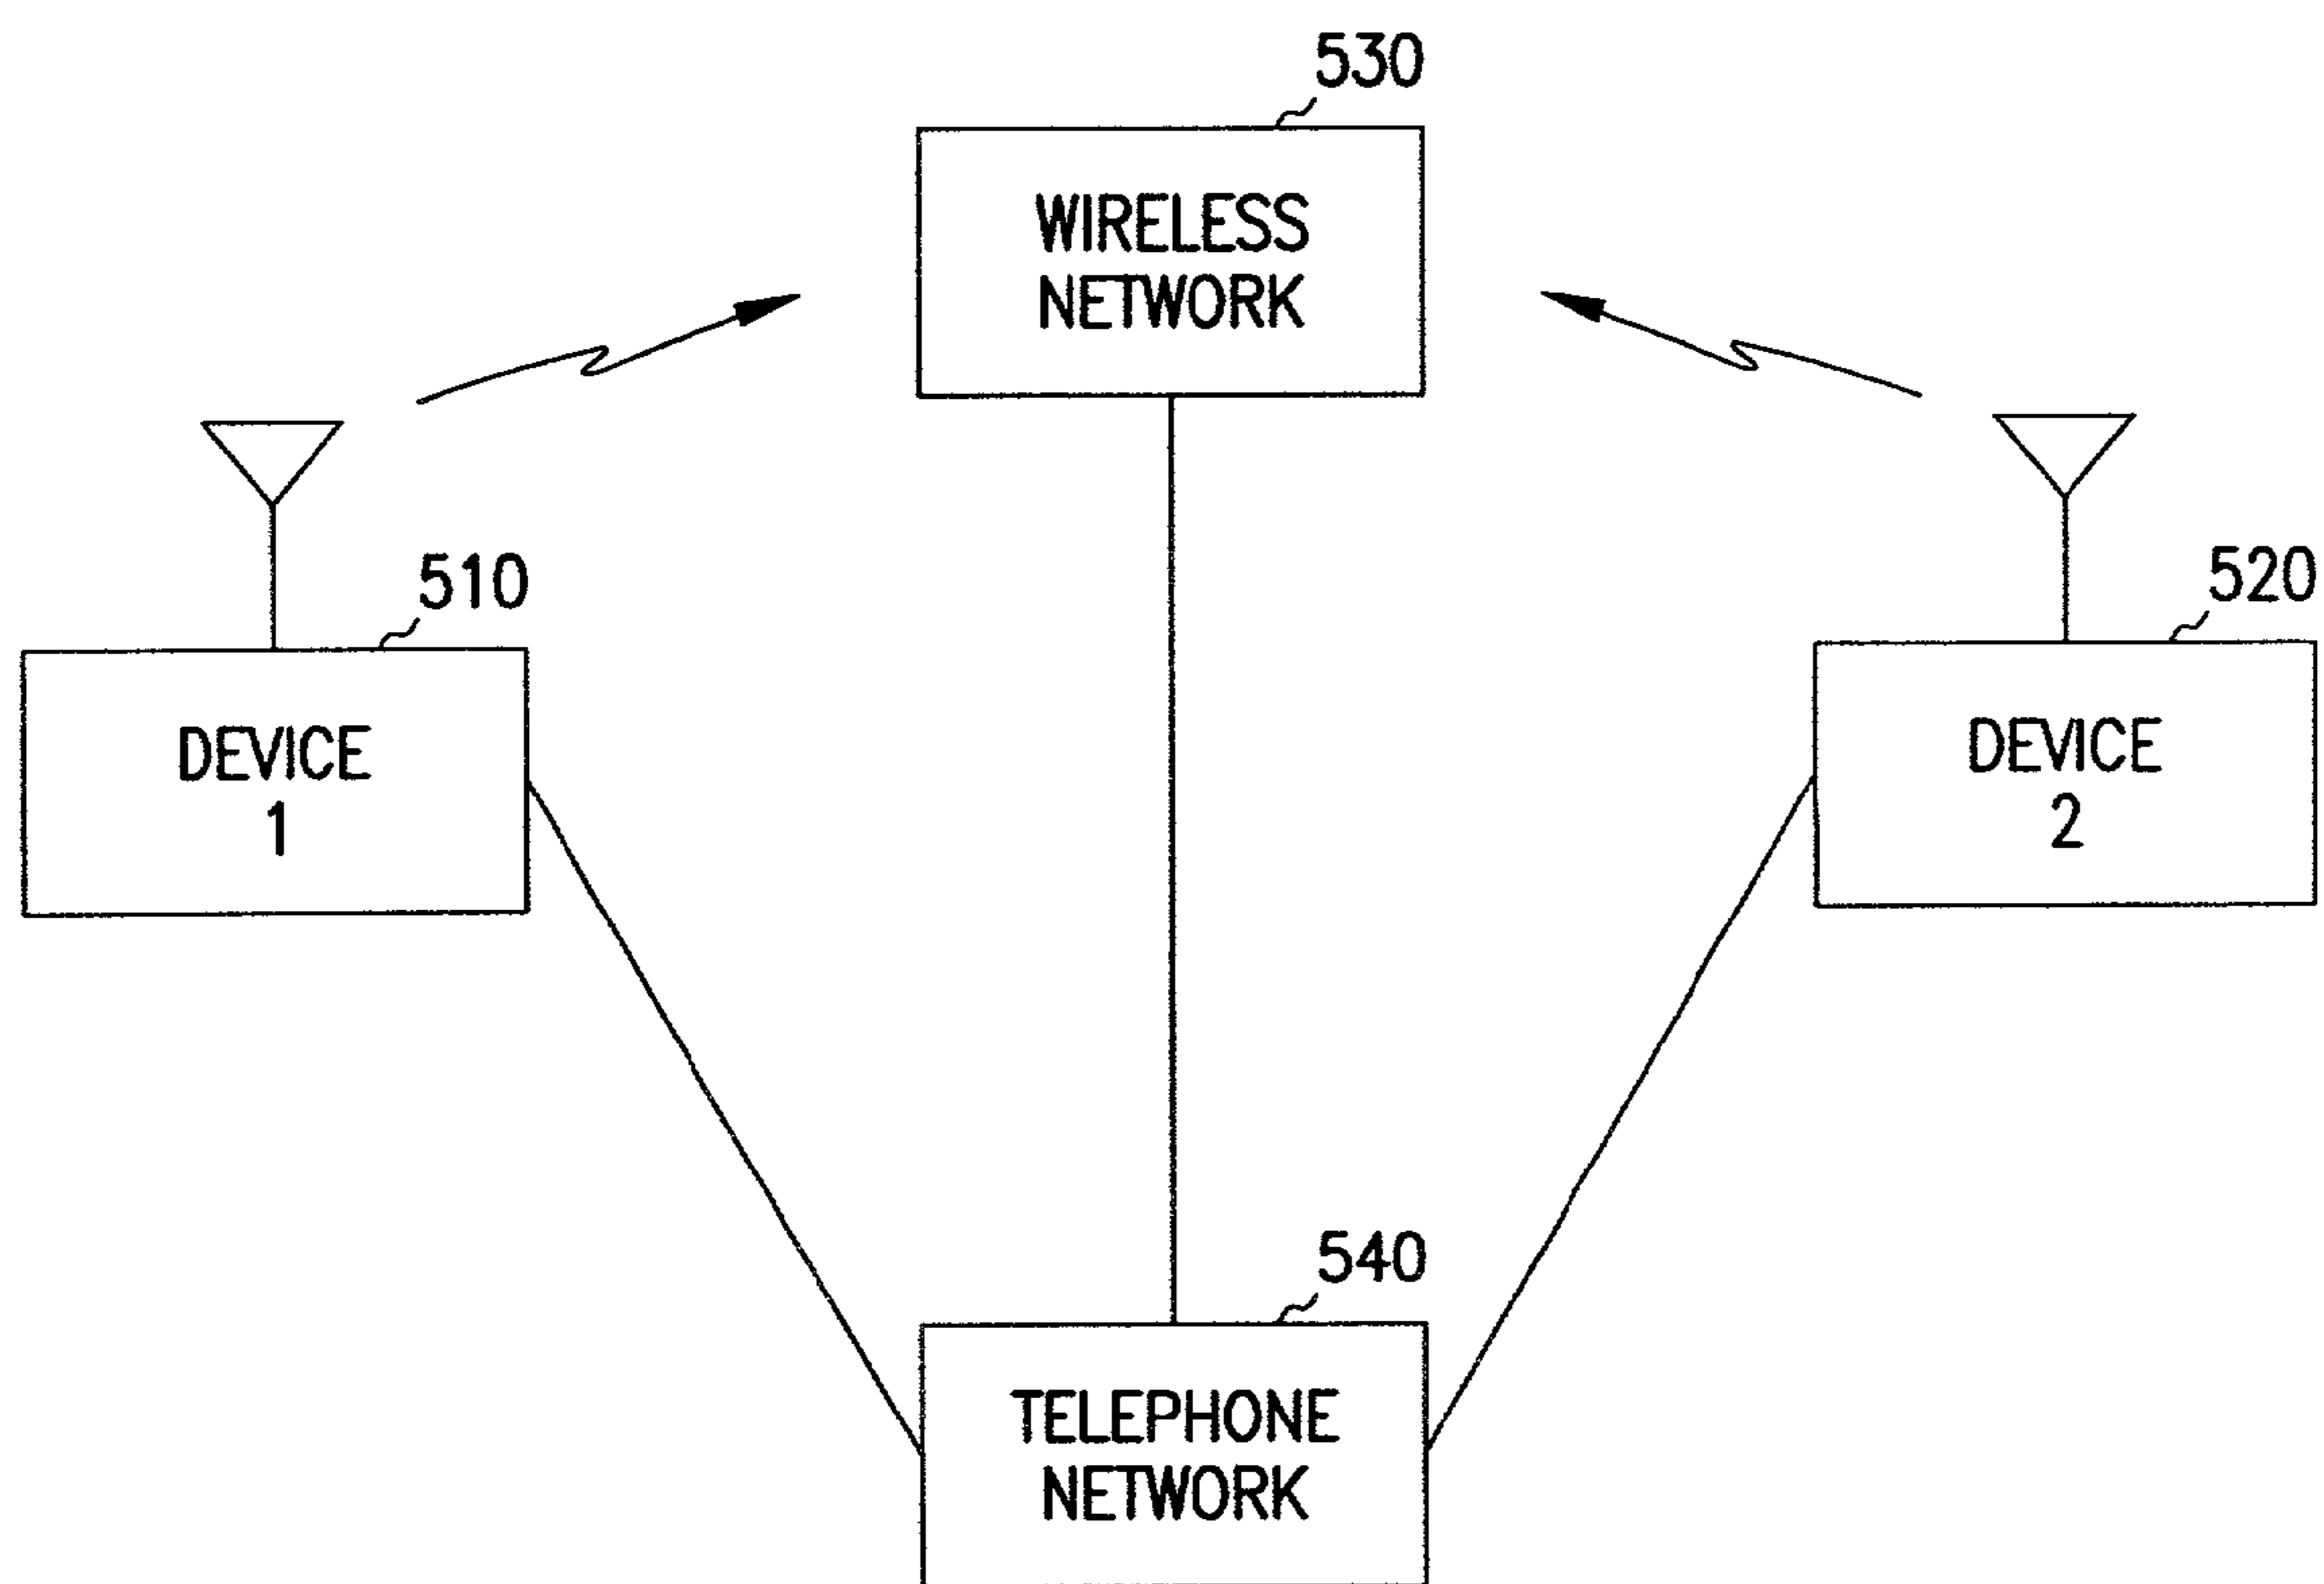 530
WIRELESS
NETWORK
510
520
DEVICE
1
DEVICE
2
540
TELEPHONE
NETWORK